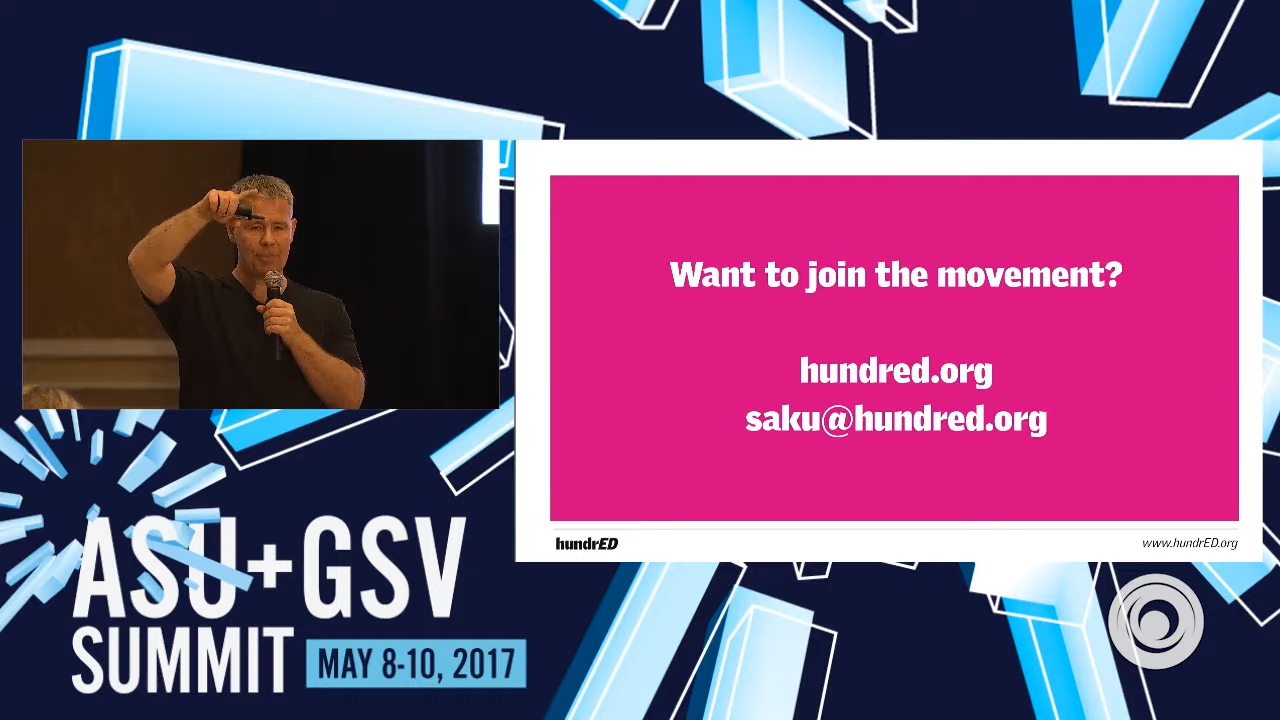 Want to join the movement?
hundred.org
saku@hundred.org
hundrED
www.hundrED.org
ASU+GSV
SUMMIT
MAY 8-10, 2017